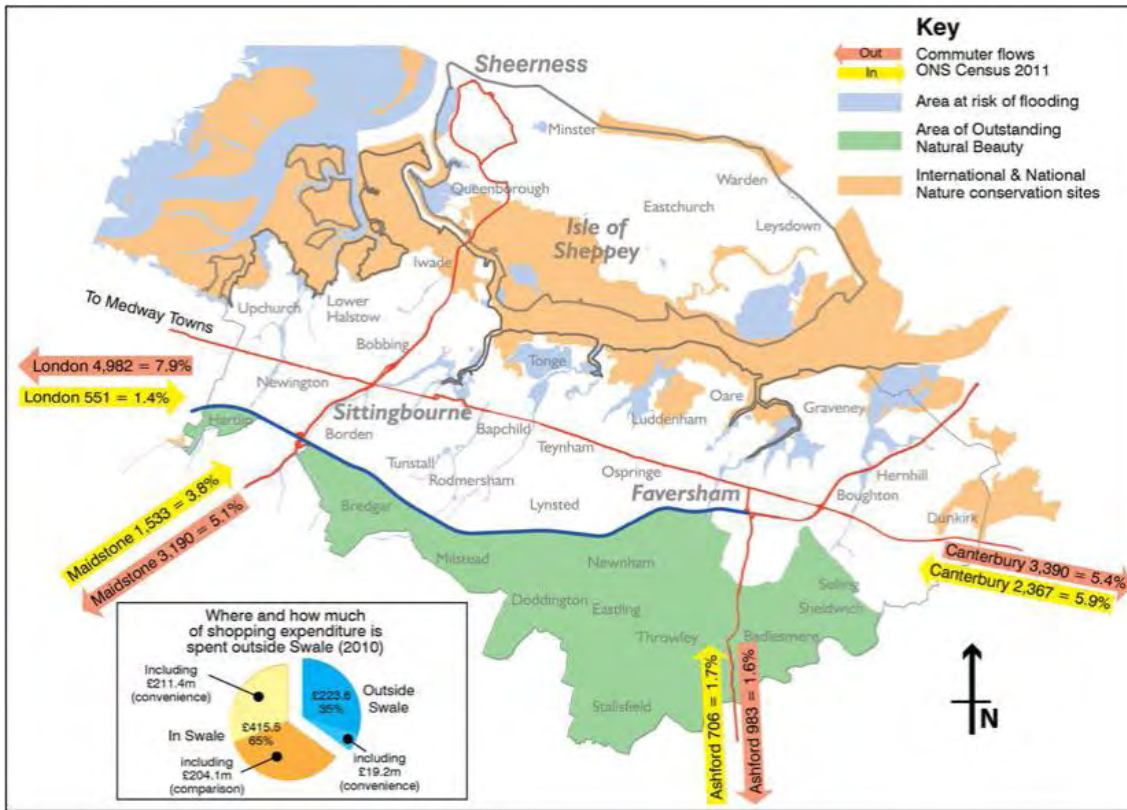 Key
Out
Commuter flows
In
ONS Census 2011
Area at risk of flooding
Area of Outstanding
Natural Beauty
International & National
Nature conservation sites
Sheerness
Minster
Warden
Queenborough
Eastchurch
Leysdown
Isle of
Sheppey
Iwade
Upchurch
Lower
Halstow
To Medway Towns
Bobbing
London 4,982 = 7.9%
London 551 = 1.4%
Newington
Tonge
Oare
Graveney
Hartlip
Sittingbourne
Luddenham
Borden
Bapchild
Teynham
Tunstall
Rodmersham
Ospringe
Hernhill
Boughton
Faversham
Lynsted
Bredgar
Dunkirk
Maidstone 1,533 = 3.8%
Maidstone 3,190 = 5.1%
Milstead
Newnham
Canterbury 3,390 = 5.4%
Canterbury 2,367 = 5.9%
Selling
Doddington
Eastling
Sheldwich
Throwley
Badlesmere
Stalisfield
Ashford 706 = 1.7%
Ashford 983 = 1.6%
N
Where and how much
of shopping expenditure is
spent outside Swale (2010)
Including
£211.4m
(convenience)
£223.6
35%
Outside
Swale
In Swale
£415.5
65%
including
£204.1m
(comparison)
including
£19.2m
(convenience)